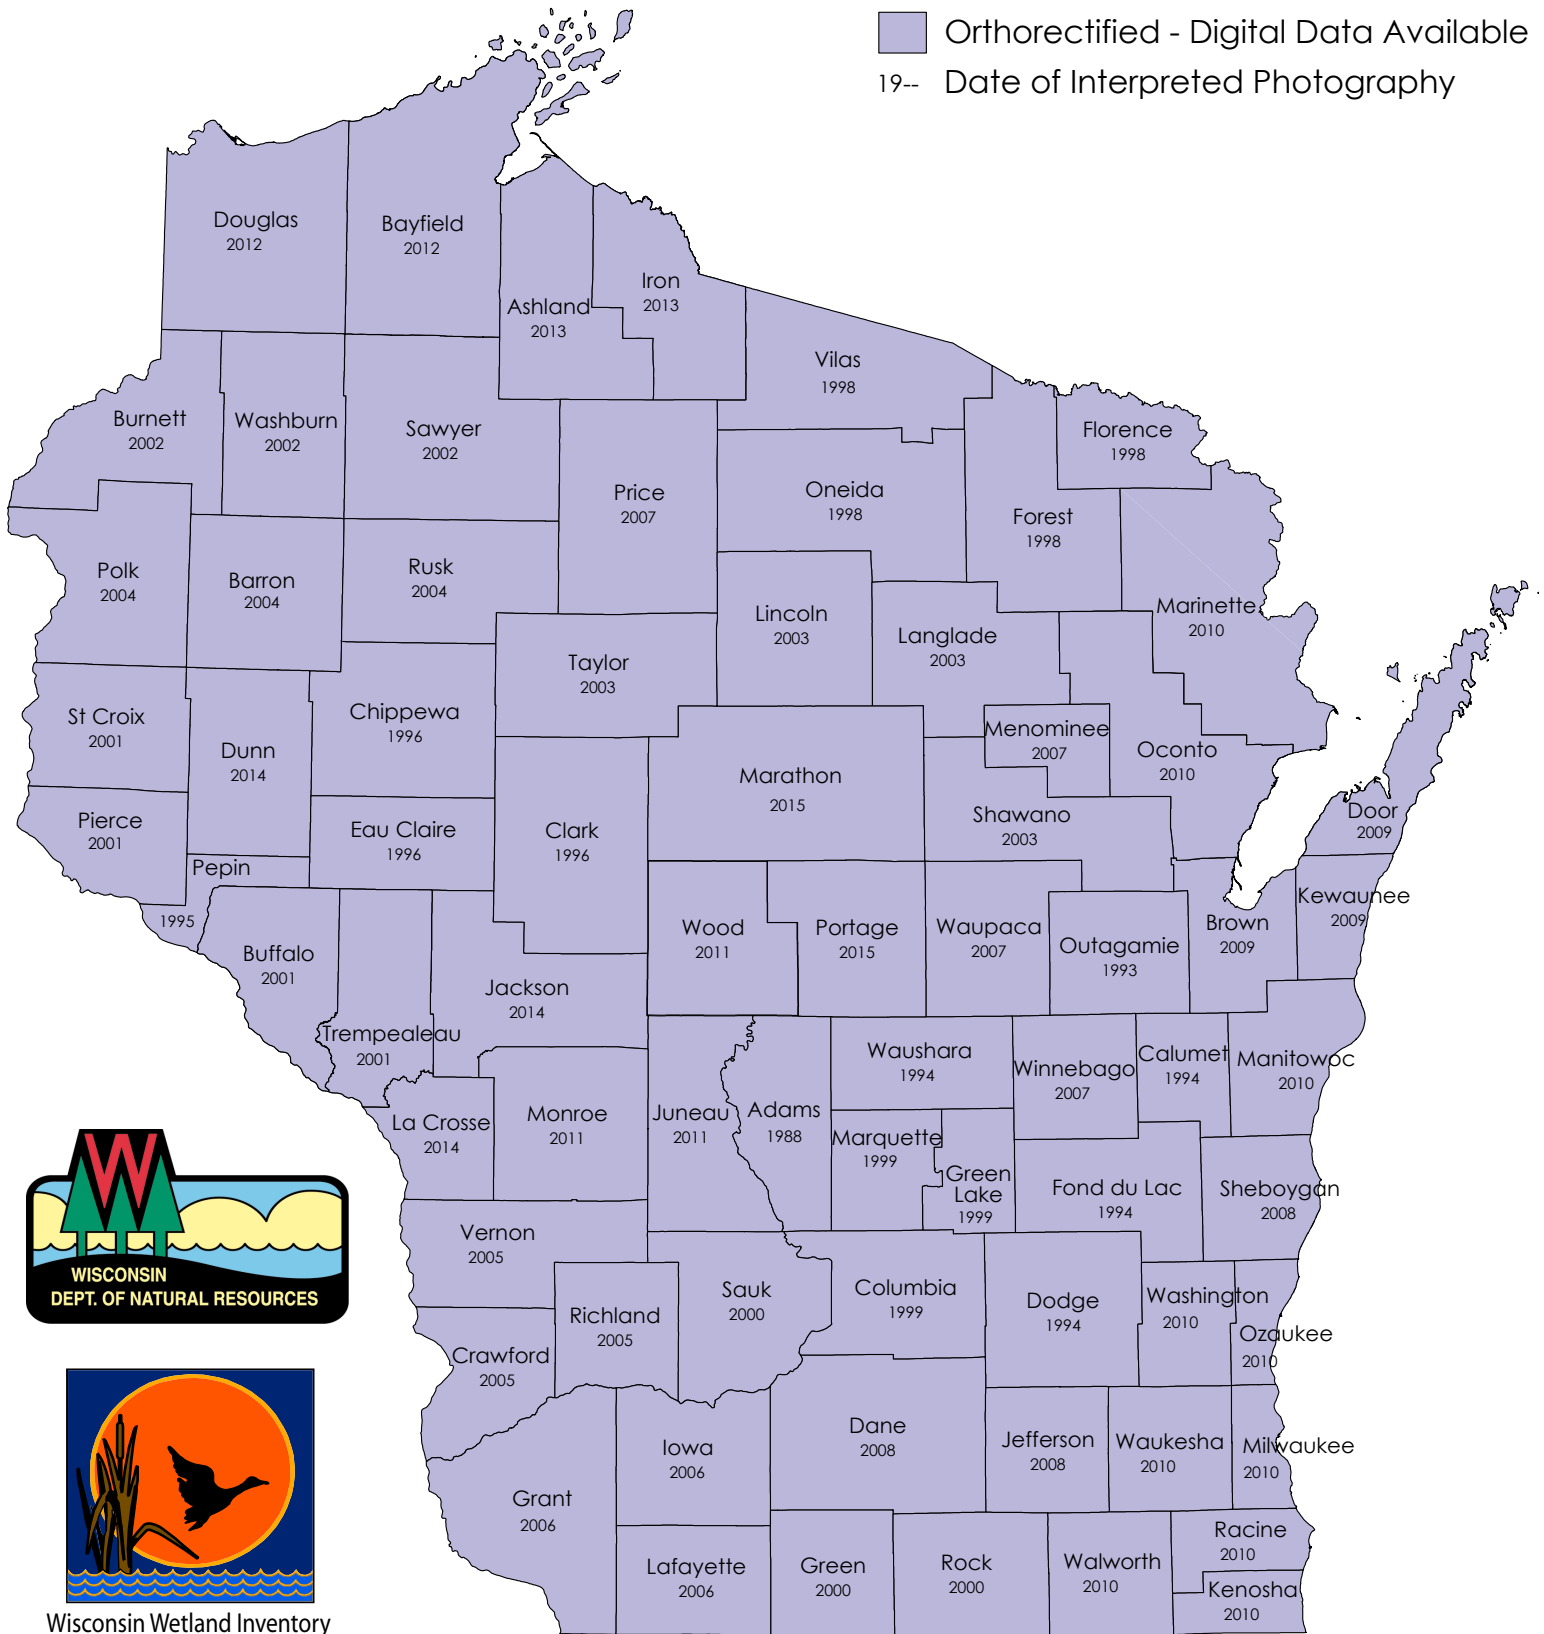 Orthorectified - Digital Data Available
19-- Date of Interpreted Photography
Douglas
2012
Bayfield
2012
Ashland
2013
Iron
2013
Vilas
1998
Burnett
2002
Washburn
2002
Sawyer
2002
Price
2007
Oneida
1998
Forest
1998
Florence
1998
Polk
2004
Barron
2004
Rusk
2004
Lincoln
2003
Langlade
2003
Marinette
2010
Taylor
2003
St Croix
2001
Dunn
2014
Chippewa
1996
Menominee
2007
Oconto
2010
Marathon
2015
Shawano
2003
Door
2009
Pierce
2001
Pepin
1995
Eau Claire
1996
Clark
1996
Wood
2011
Portage
2015
Waupaca
2007
Outagamie
1993
Brown
2009
Kewaunee
2009
Buffalo
2001
Trempealeau
2001
Jackson
2014
Waushara
1994
Winnebago
2007
Calumet
1994
Manitowoc
2010
La Crosse
2014
Monroe
2011
Juneau
2011
Adams
1988
Marquette
1999
Green
Lake
1999
Fond du Lac
1994
Sheboygan
2008
Vernon
2005
Richland
2005
Sauk
2000
Columbia
1999
Dodge
1994
Washington
2010
Ozaukee
2010
Crawford
2005
Grant
2006
Iowa
2006
Dane
2008
Jefferson
2008
Waukesha
2010
Milwaukee
2010
Lafayette
2006
Green
2000
Rock
2000
Walworth
2010
Racine
2010
Kenosha
2010
W
WISCONSIN
DEPT. OF NATURAL RESOURCES
Wisconsin Wetland Inventory